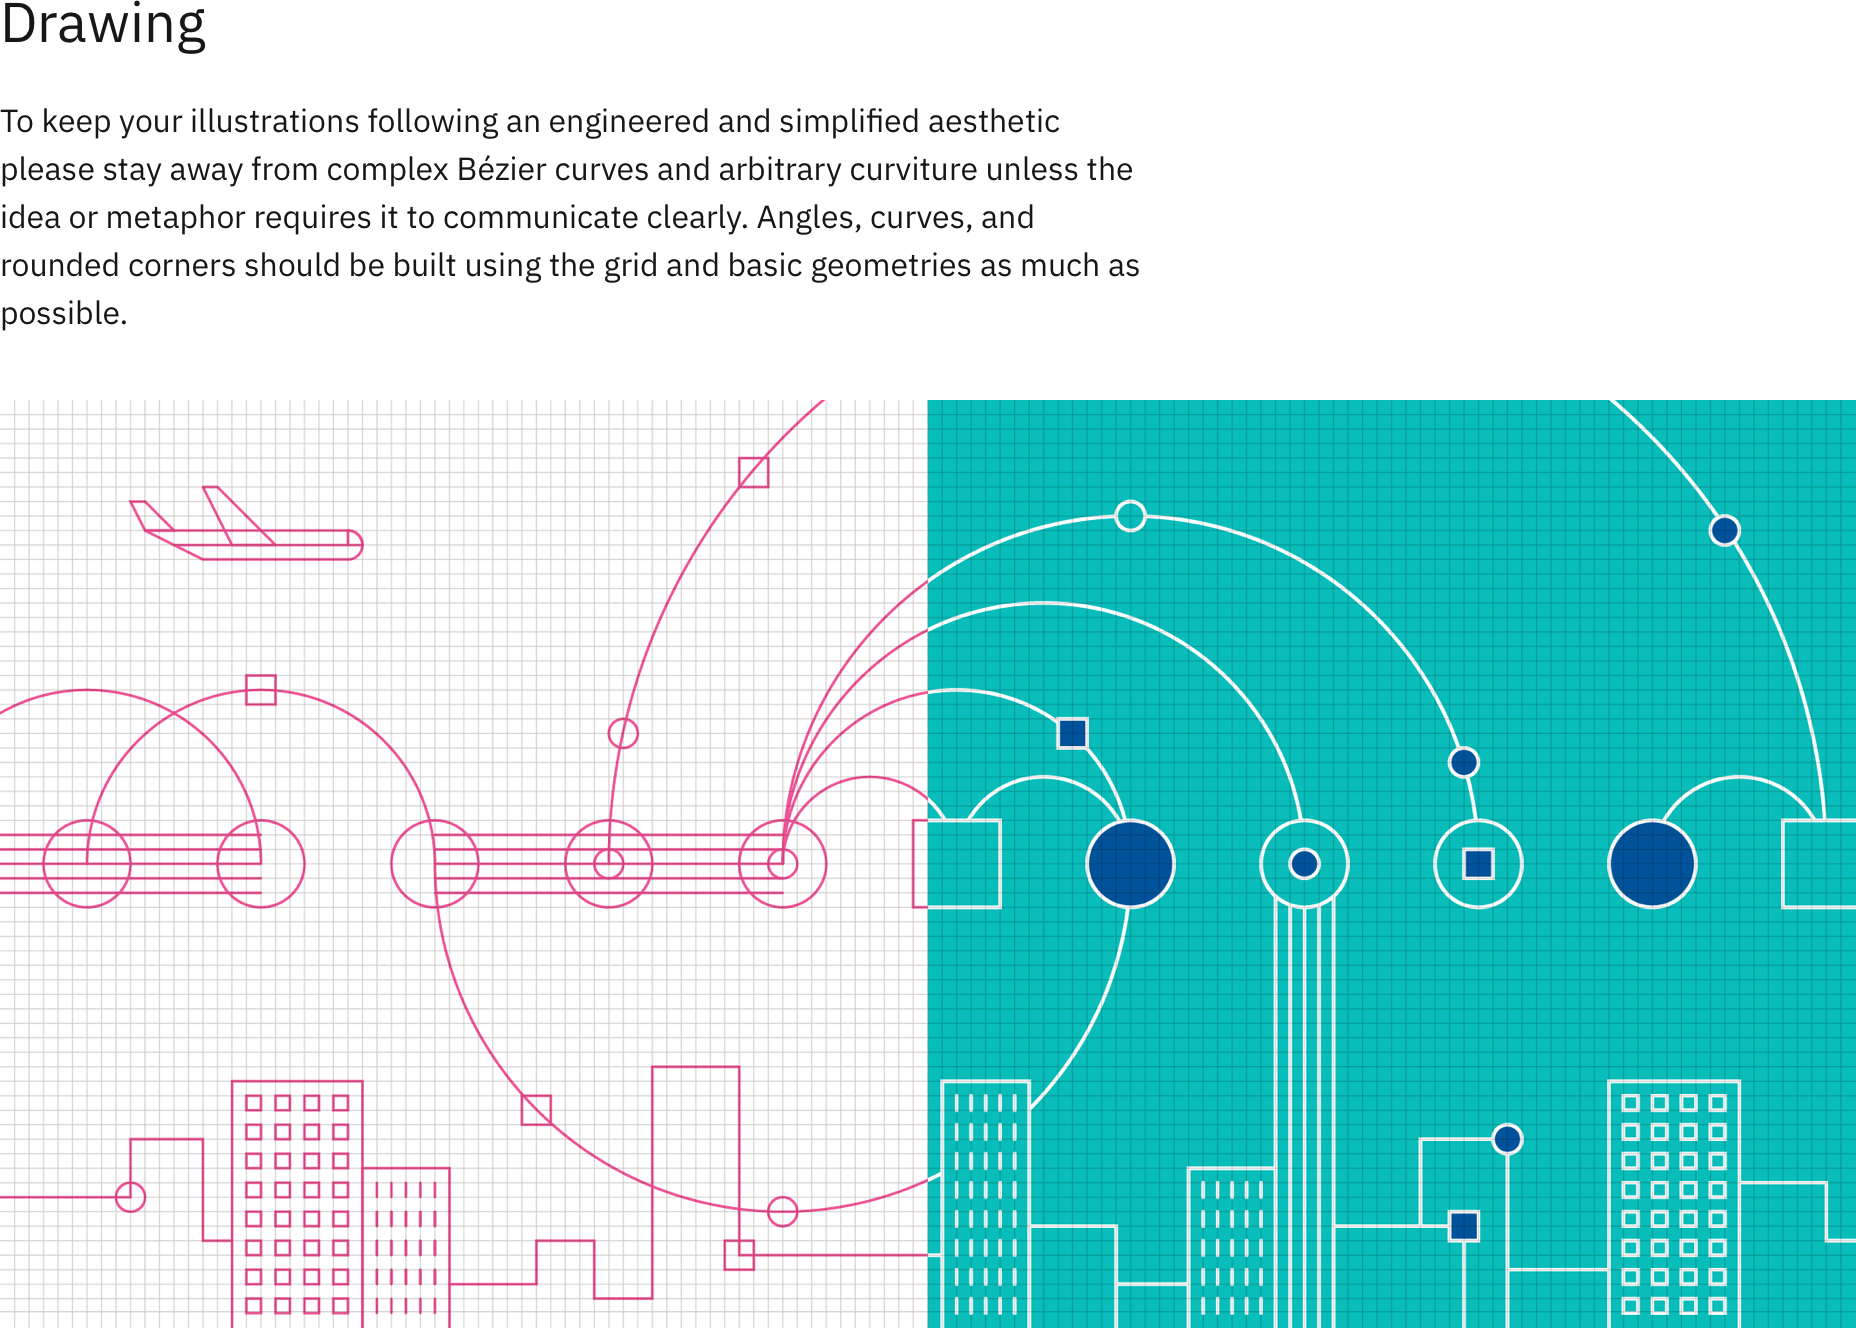 Drawing
To keep your illustrations following an engineered and simplified aesthetic
please stay away from complex Bézier curves and arbitrary curviture unless the
idea or metaphor requires it to communicate clearly. Angles, curves, and
rounded corners should be built using the grid and basic geometries as much as
possible.